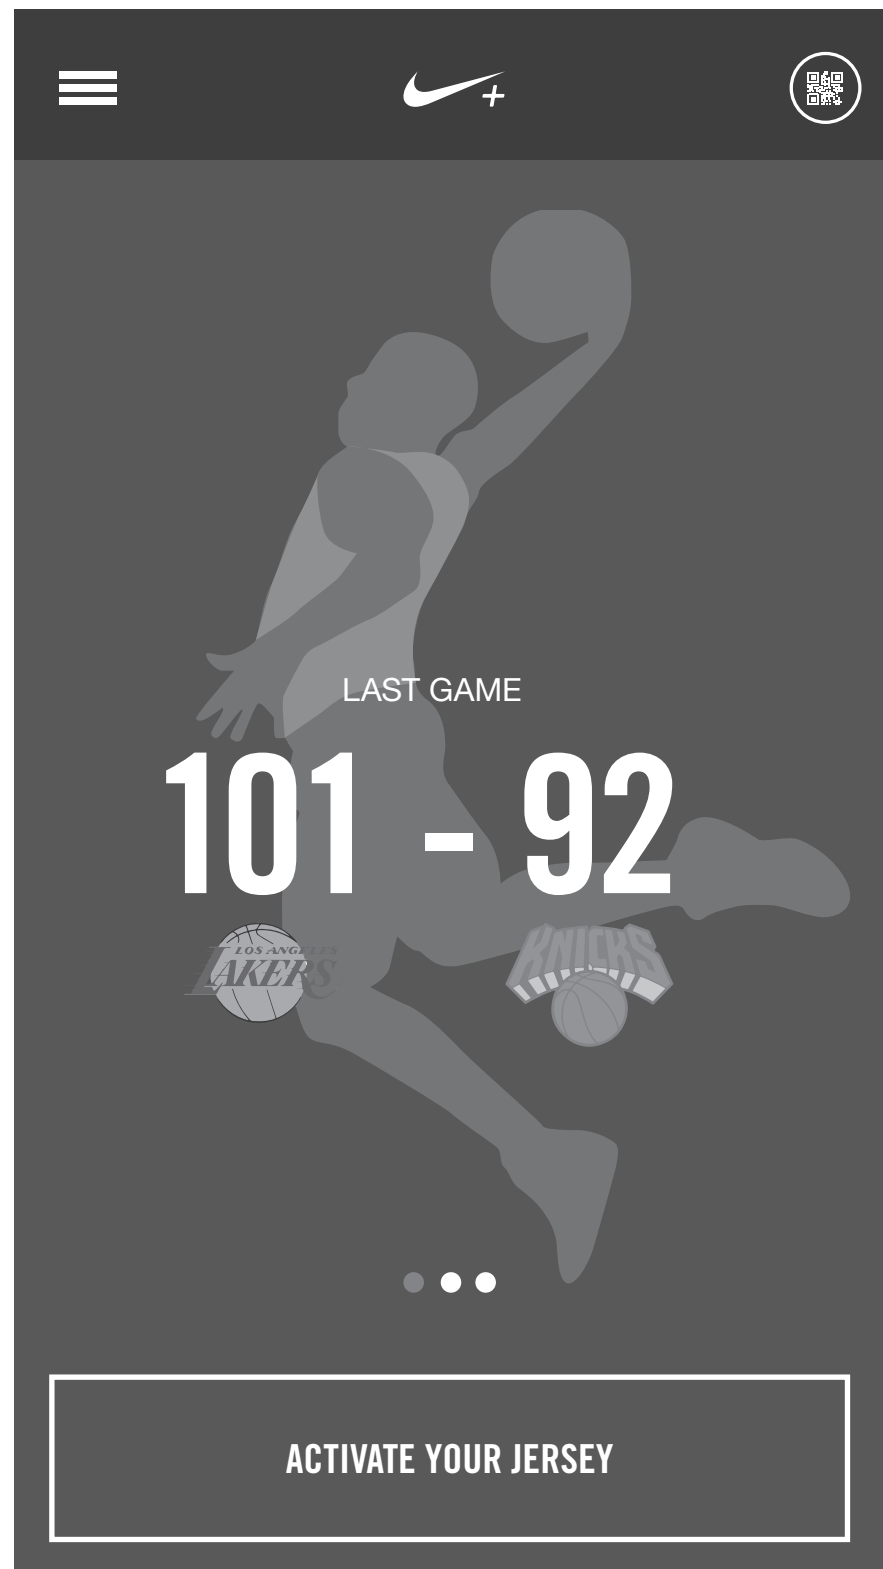 +
LAST GAME
101 - 92
LOS ANGELES
LAKERS
KNICKS
ACTIVATE YOUR JERSEY